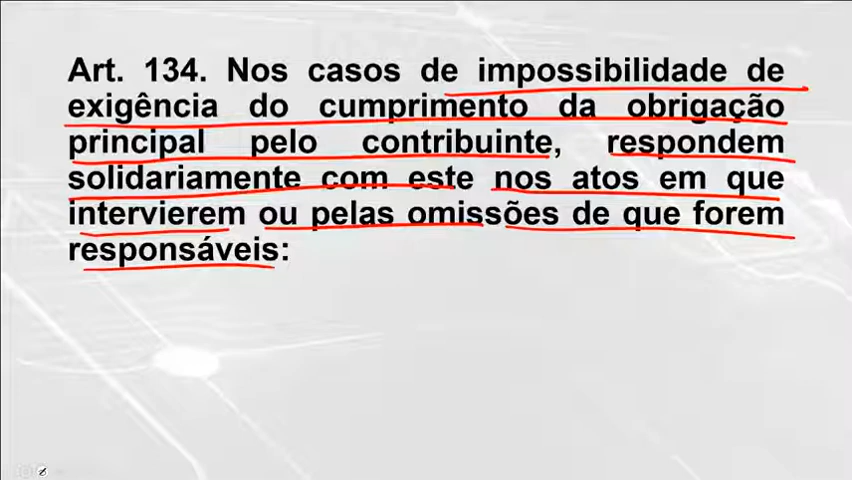 Art. 134. Nos casos de impossibilidade de
exigência do cumprimento da obrigação
principal pelo contribuinte, respondem
solidariamente com este nos atos em que
intervierem ou pelas omissões de que forem
responsáveis: